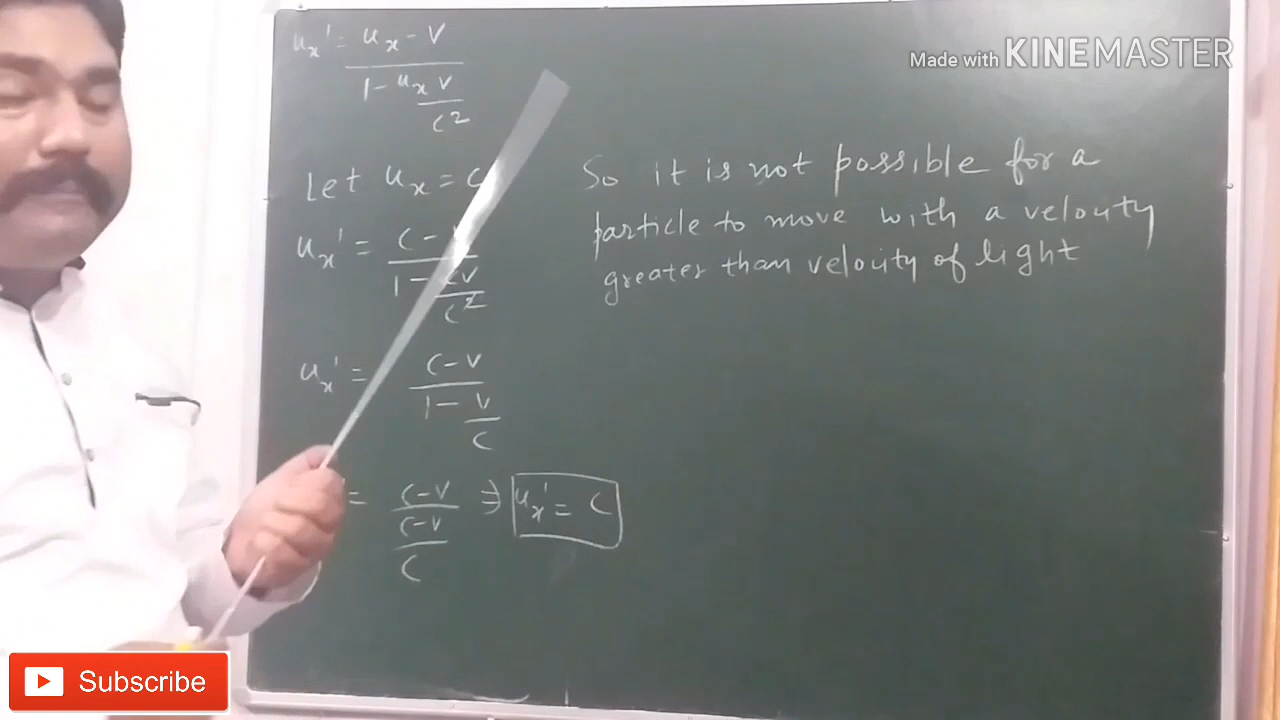 Made with KINEMASTER
uₓ' = uₓ - v
1 - uₓ v
c²
Let uₓ = c
uₓ' = c -
1 - cv
c²
uₓ' = c - v
1 - v
c
= c - v ⇒ uₓ' = c
c - v
c
So it is not possible for a
particle to move with a velocity
greater than velocity of light
Subscribe